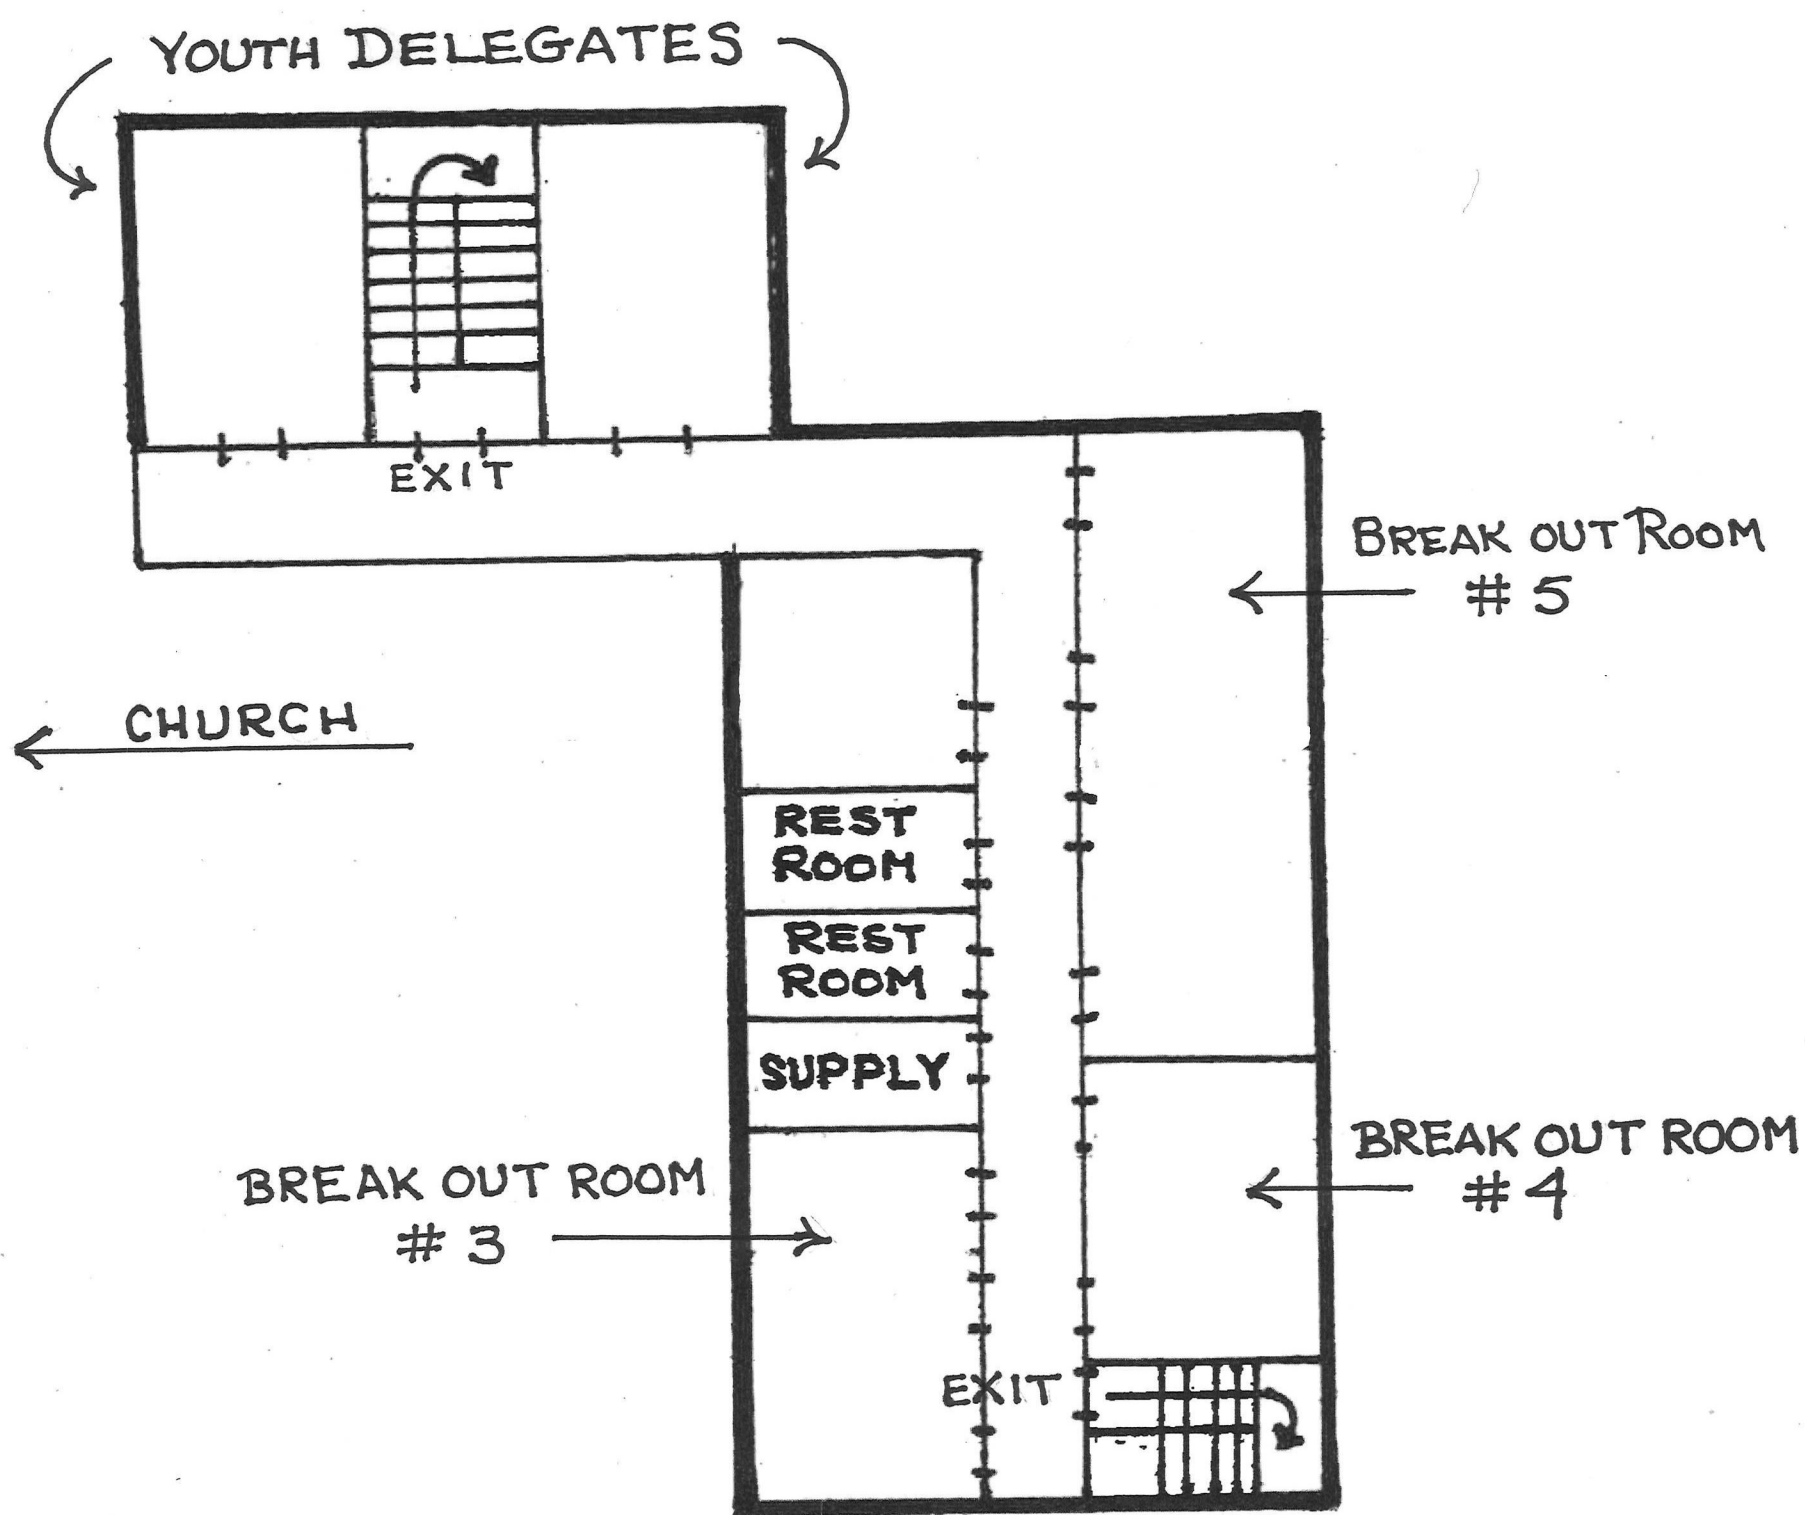 YOUTH DELEGATES
EXIT
BREAK OUT ROOM
# 5
CHURCH
REST
ROOM
REST
ROOM
SUPPLY
BREAK OUT ROOM
# 4
BREAK OUT ROOM
# 3
EXIT